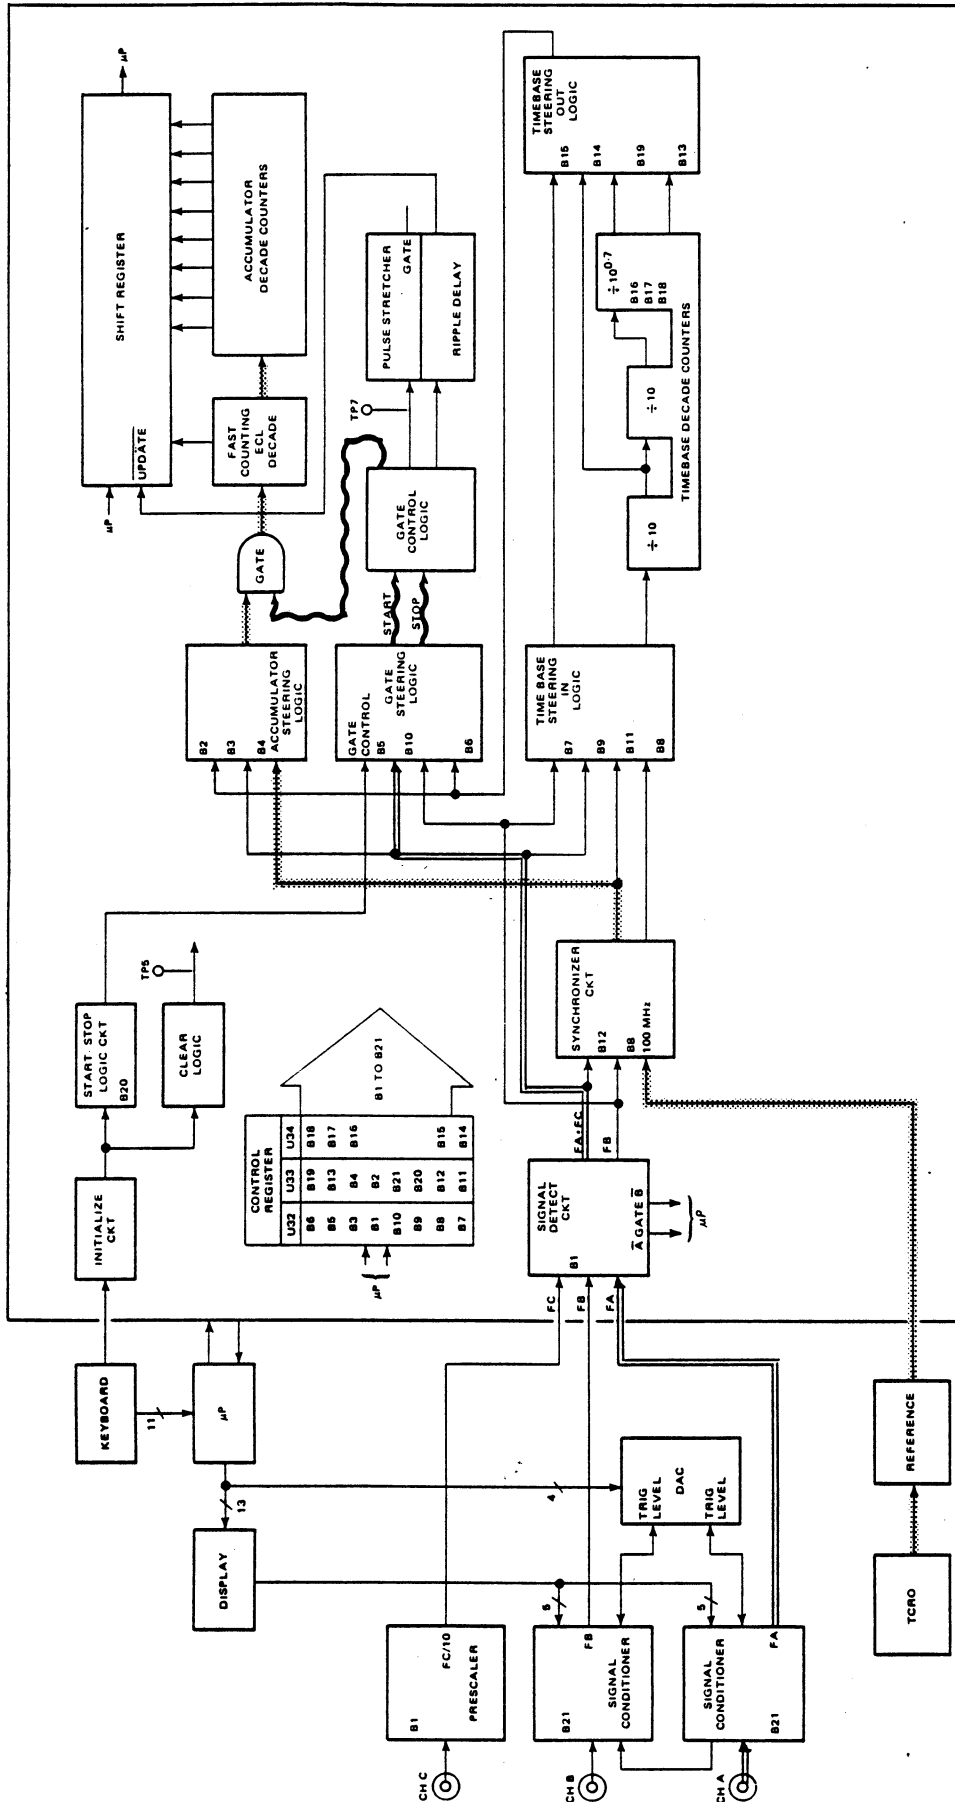 µP
SHIFT REGISTER
UPDATE
µP
ACCUMULATOR
DECADE COUNTERS
FAST
COUNTING
ECL
DECADE
GATE
B2
B3
B4
ACCUMULATOR
STEERING
LOGIC
PULSE STRETCHER
GATE
RIPPLE DELAY
TP7
GATE
CONTROL
LOGIC
START
STOP
GATE
CONTROL
B5
B10
B6
GATE
STEERING
LOGIC
TIMEBASE
STEERING
OUT
LOGIC
B15
B14
B19
B13
÷10^0.7
B16
B17
B18
÷10
÷10
TIMEBASE DECADE COUNTERS
TIME BASE
STEERING
IN
LOGIC
B7
B9
B11
B8
TP5
START STOP
LOGIC CKT
B20
CLEAR
LOGIC
INITIALIZE
CKT
CONTROL
REGISTER
U32 U33 U34
B6 B19 B18
B5 B13 B17
B3 B4 B16
B1 B2
B10 B21
B9 B20
B8 B12 B15
B7 B11 B14
µP
B1 TO B21
SYNCHRONIZER
CKT
B12
B8
100 MHz
FA·FC
FB
SIGNAL
DETECT
CKT
B1
A GATE B
µP
FC
FB
FA
KEYBOARD
11
µP
13
4
DISPLAY
TRIG
LEVEL
DAC
TRIG
LEVEL
REFERENCE
TCRO
FC/10
PRESCALER
B1
CH C
6
FB
SIGNAL
CONDITIONER
B21
CH B
5
FA
SIGNAL
CONDITIONER
B21
CH A